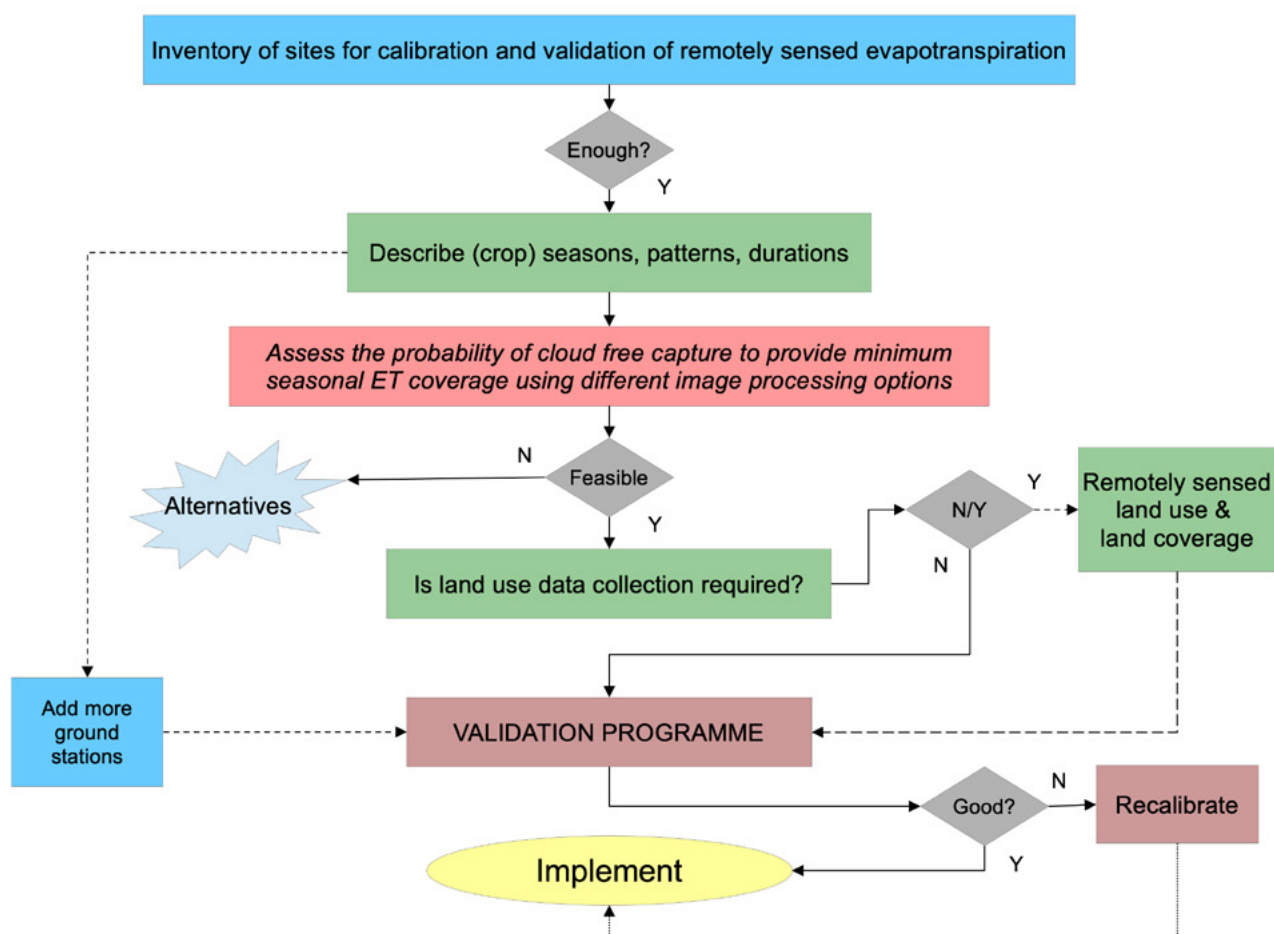 Inventory of sites for calibration and validation of remotely sensed evapotranspiration
Enough?
Y
Describe (crop) seasons, patterns, durations
Assess the probability of cloud free capture to provide minimum
seasonal ET coverage using different image processing options
N
Feasible
Alternatives
Y
N/Y
Y
N
Remotely sensed
land use &
land coverage
Is land use data collection required?
Add more
ground
stations
VALIDATION PROGRAMME
Good?
N
Recalibrate
Y
Implement